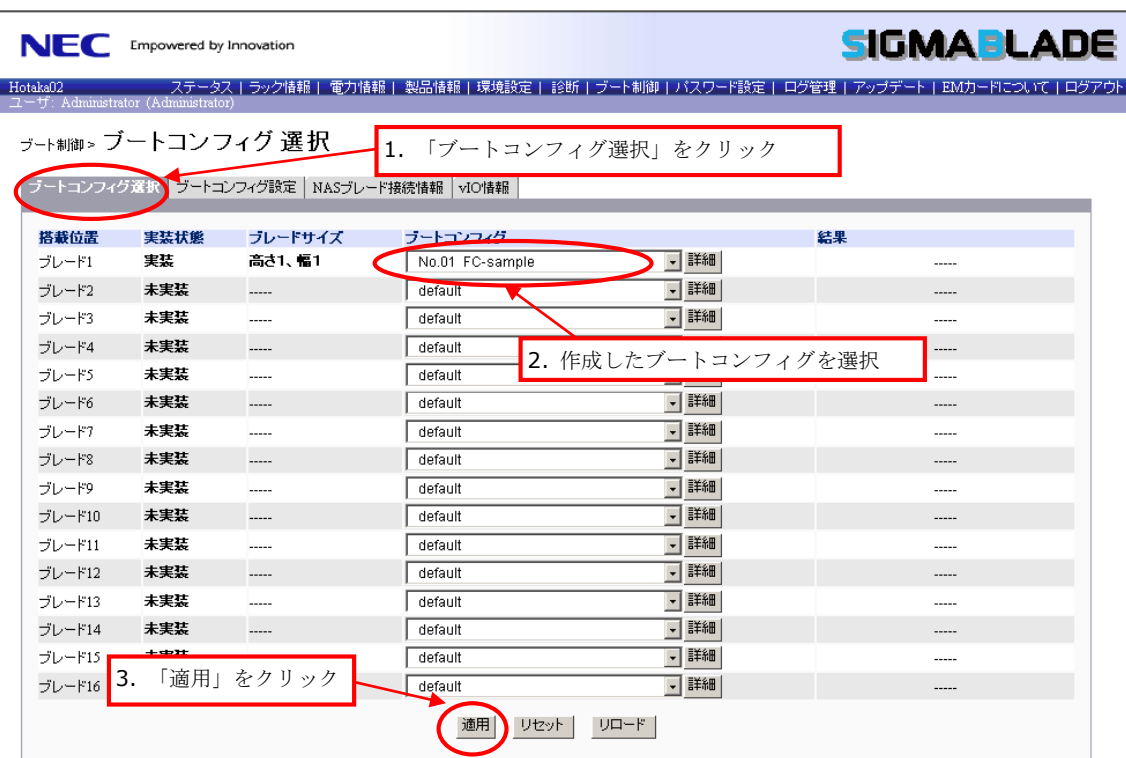 NEC Empowered by Innovation SIGMABLADE
Hotaka02 ステータス | ラック情報 | 電力情報 | 製品情報 | 環境設定 | 診断 | ブート制御 | パスワード設定 | ログ管理 | アップデート | EMカードについて | ログアウト
ユーザ: Administrator (Administrator)
ブート制御> ブートコンフィグ 選択
1. 「ブートコンフィグ選択」をクリック
ブートコンフィグ選択 ブートコンフィグ設定 NASブレード接続情報 vIO情報
搭載位置 実装状態 ブレードサイズ ブートコンフィグ 結果
ブレード1 実装 高さ1、幅1 No.01 FC-sample 詳細 -----
ブレード2 未実装 ----- default 詳細 -----
ブレード3 未実装 ----- default 詳細 -----
ブレード4 未実装 ----- default -----
2. 作成したブートコンフィグを選択
ブレード5 未実装 ----- default -----
ブレード6 未実装 ----- default 詳細 -----
ブレード7 未実装 ----- default 詳細 -----
ブレード8 未実装 ----- default 詳細 -----
ブレード9 未実装 ----- default 詳細 -----
ブレード10 未実装 ----- default 詳細 -----
ブレード11 未実装 ----- default 詳細 -----
ブレード12 未実装 ----- default 詳細 -----
ブレード13 未実装 ----- default 詳細 -----
ブレード14 未実装 ----- default 詳細 -----
ブレード15 default 詳細 -----
3. 「適用」をクリック
ブレード16 default 詳細 -----
適用 リセット リロード